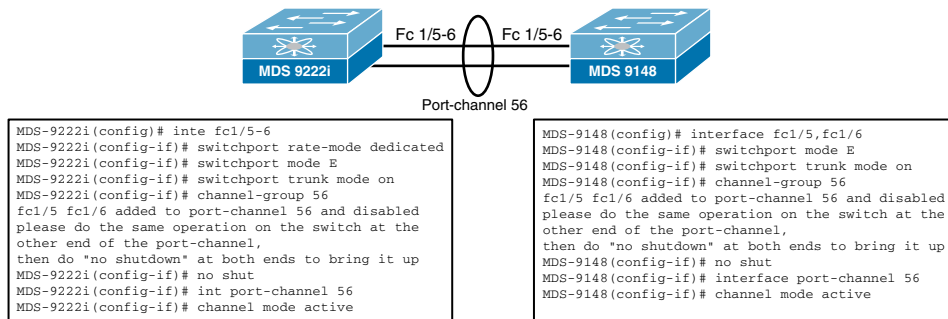 Fc 1/5-6 Fc 1/5-6
MDS 9222i MDS 9148
Port-channel 56
MDS-9222i(config)# inte fc1/5-6
MDS-9222i(config-if)# switchport rate-mode dedicated
MDS-9222i(config-if)# switchport mode E
MDS-9222i(config-if)# switchport trunk mode on
MDS-9222i(config-if)# channel-group 56
fc1/5 fc1/6 added to port-channel 56 and disabled
please do the same operation on the switch at the
other end of the port-channel,
then do "no shutdown" at both ends to bring it up
MDS-9222i(config-if)# no shut
MDS-9222i(config-if)# int port-channel 56
MDS-9222i(config-if)# channel mode active
MDS-9148(config)# interface fc1/5,fc1/6
MDS-9148(config-if)# switchport mode E
MDS-9148(config-if)# switchport trunk mode on
MDS-9148(config-if)# channel-group 56
fc1/5 fc1/6 added to port-channel 56 and disabled
please do the same operation on the switch at the
other end of the port-channel,
then do "no shutdown" at both ends to bring it up
MDS-9148(config-if)# no shut
MDS-9148(config-if)# interface port-channel 56
MDS-9148(config-if)# channel mode active